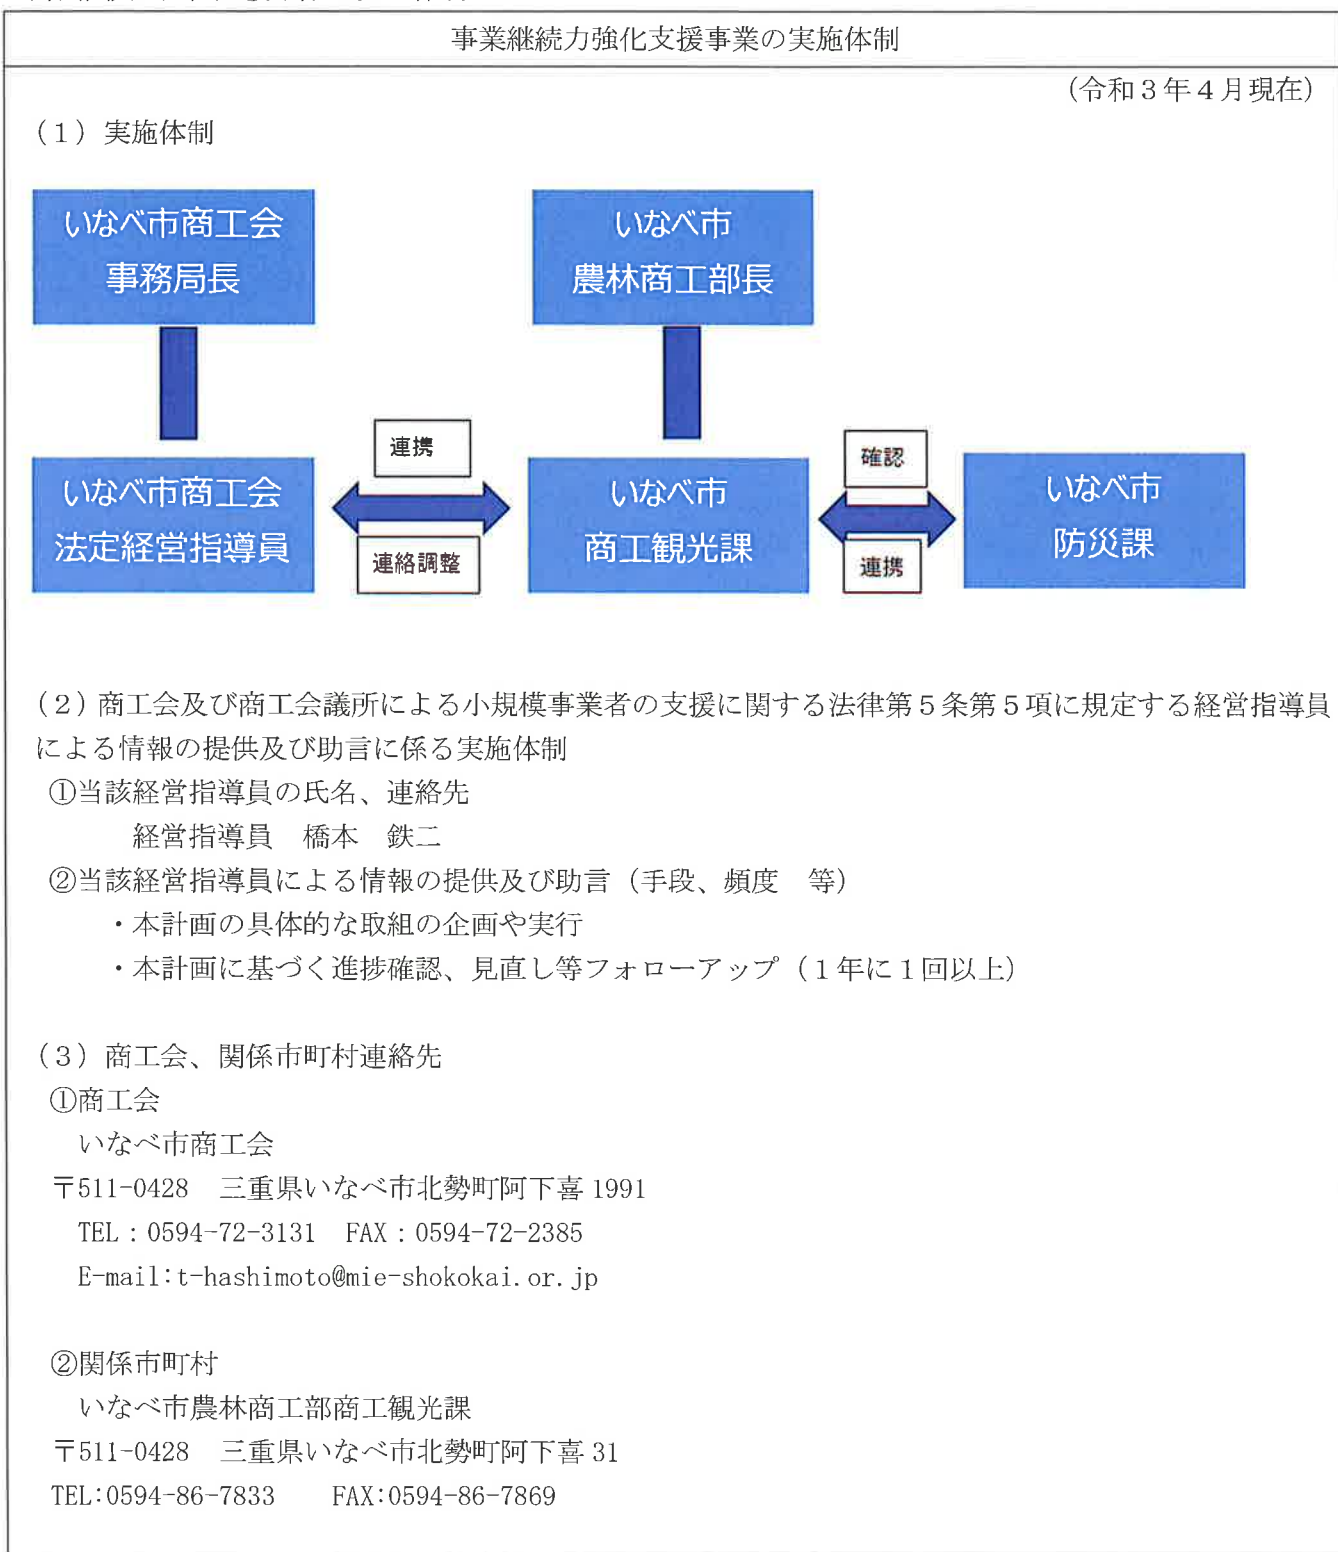 事業継続力強化支援事業の実施体制
（令和３年４月現在）
（１）実施体制
いなべ市商工会
事務局長
いなべ市
農林商工部長
いなべ市商工会
法定経営指導員
連携
連絡調整
いなべ市
商工観光課
確認
連携
いなべ市
防災課
（２）商工会及び商工会議所による小規模事業者の支援に関する法律第５条第５項に規定する経営指導員
による情報の提供及び助言に係る実施体制
①当該経営指導員の氏名、連絡先
経営指導員　橋本　鉄二
②当該経営指導員による情報の提供及び助言（手段、頻度　等）
・本計画の具体的な取組の企画や実行
・本計画に基づく進捗確認、見直し等フォローアップ（１年に１回以上）
（３）商工会、関係市町村連絡先
①商工会
いなべ市商工会
〒511-0428　三重県いなべ市北勢町阿下喜 1991
TEL：0594-72-3131　FAX：0594-72-2385
E-mail:t-hashimoto@mie-shokokai.or.jp
②関係市町村
いなべ市農林商工部商工観光課
〒511-0428　三重県いなべ市北勢町阿下喜 31
TEL:0594-86-7833　　FAX:0594-86-7869